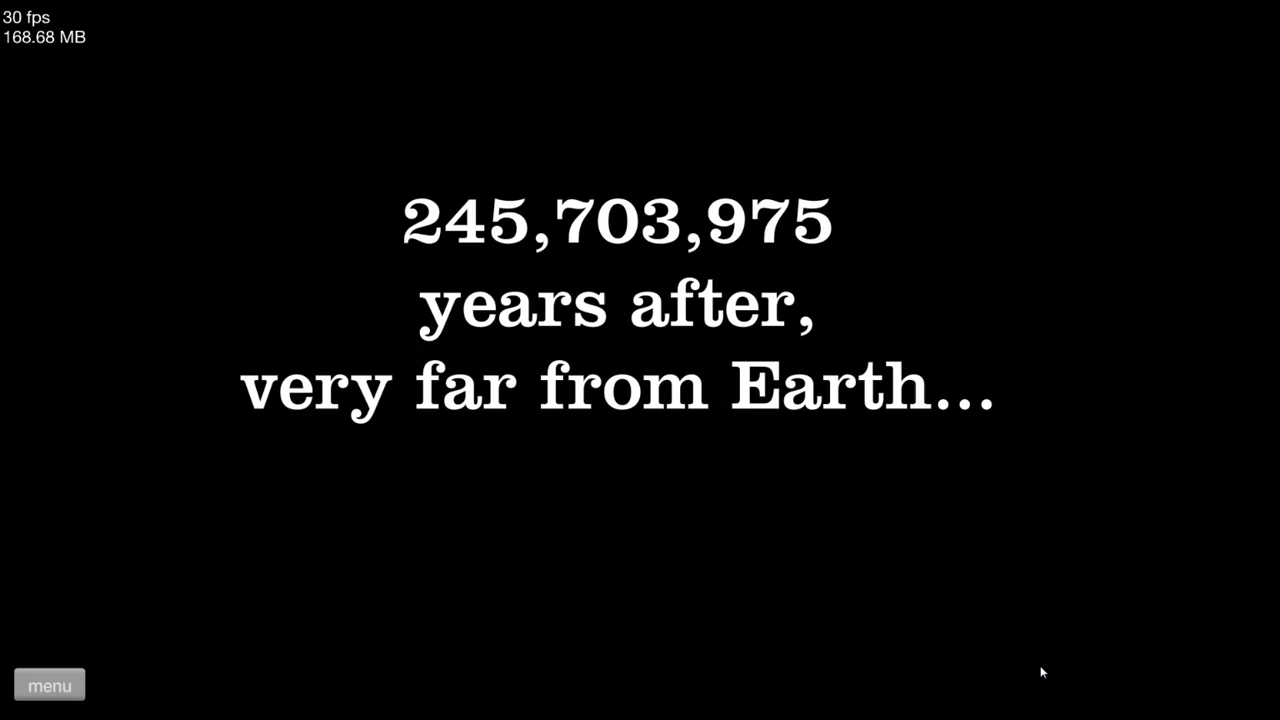 30 fps
168.68 MB
245,703,975
years after,
very far from Earth...
menu